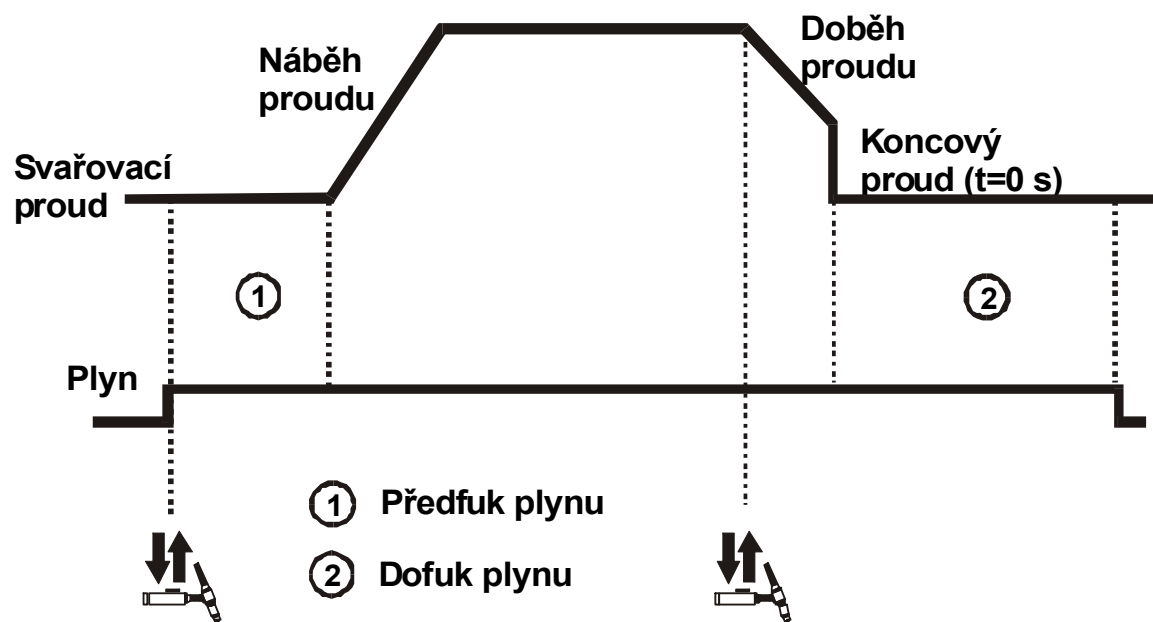 Náběh
proudu
Doběh
proudu
Svařovací
proud
Koncový
proud (t=0 s)
1
2
Plyn
1 Předfuk plynu
2 Dofuk plynu